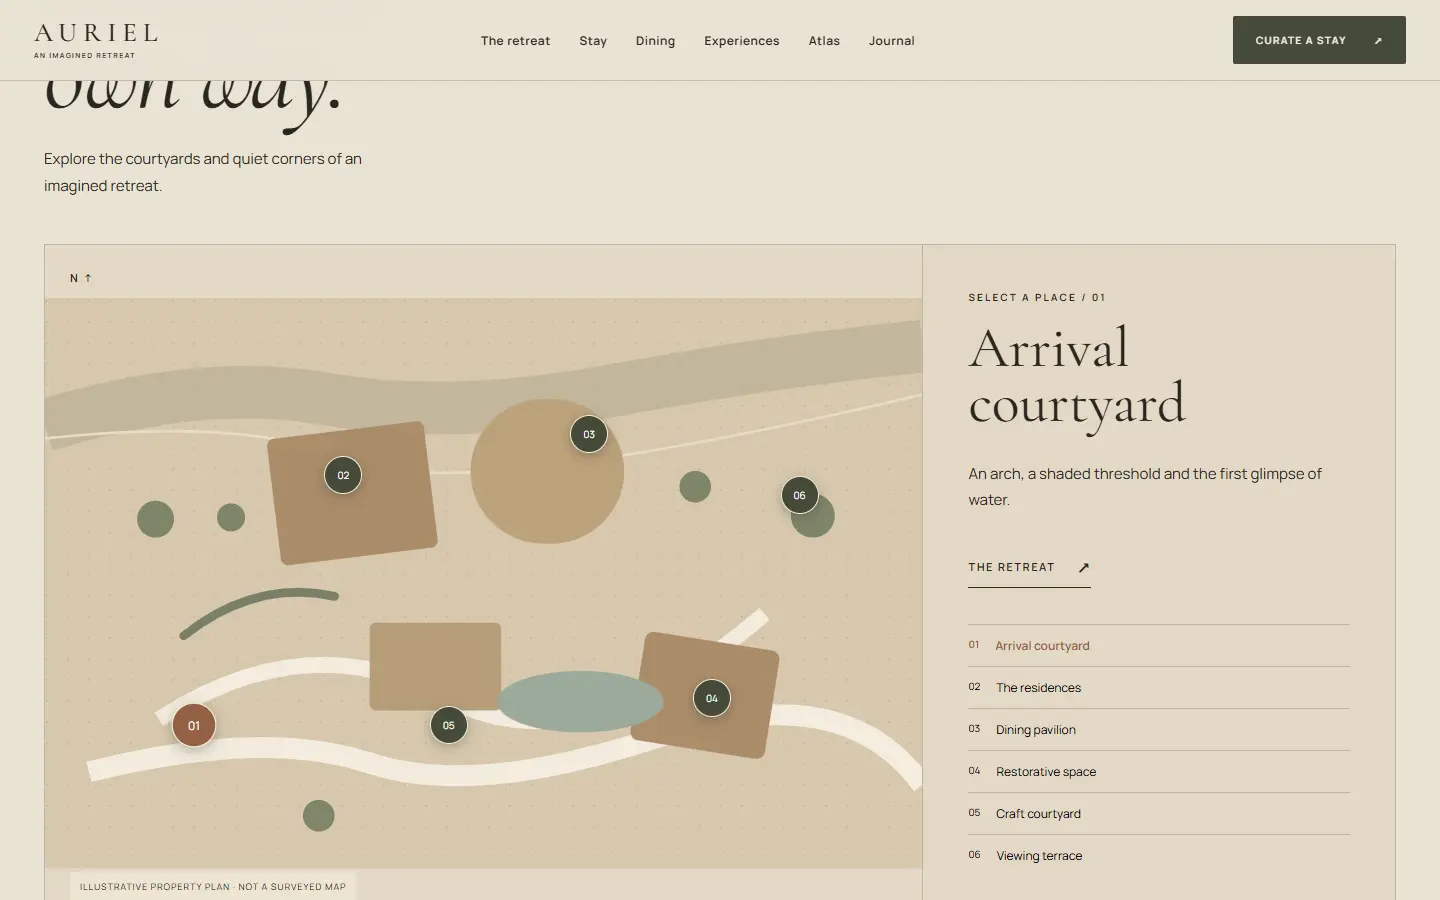 AURIEL
AN IMAGINED RETREAT
The retreat
Stay
Dining
Experiences
Atlas
Journal
CURATE A STAY ↗
own way.
Explore the courtyards and quiet corners of an
imagined retreat.
N ↑
SELECT A PLACE / 01
Arrival
courtyard
An arch, a shaded threshold and the first glimpse of
water.
THE RETREAT ↗
01 Arrival courtyard
02 The residences
03 Dining pavilion
04 Restorative space
05 Craft courtyard
06 Viewing terrace
03
02
06
04
01
05
ILLUSTRATIVE PROPERTY PLAN · NOT A SURVEYED MAP